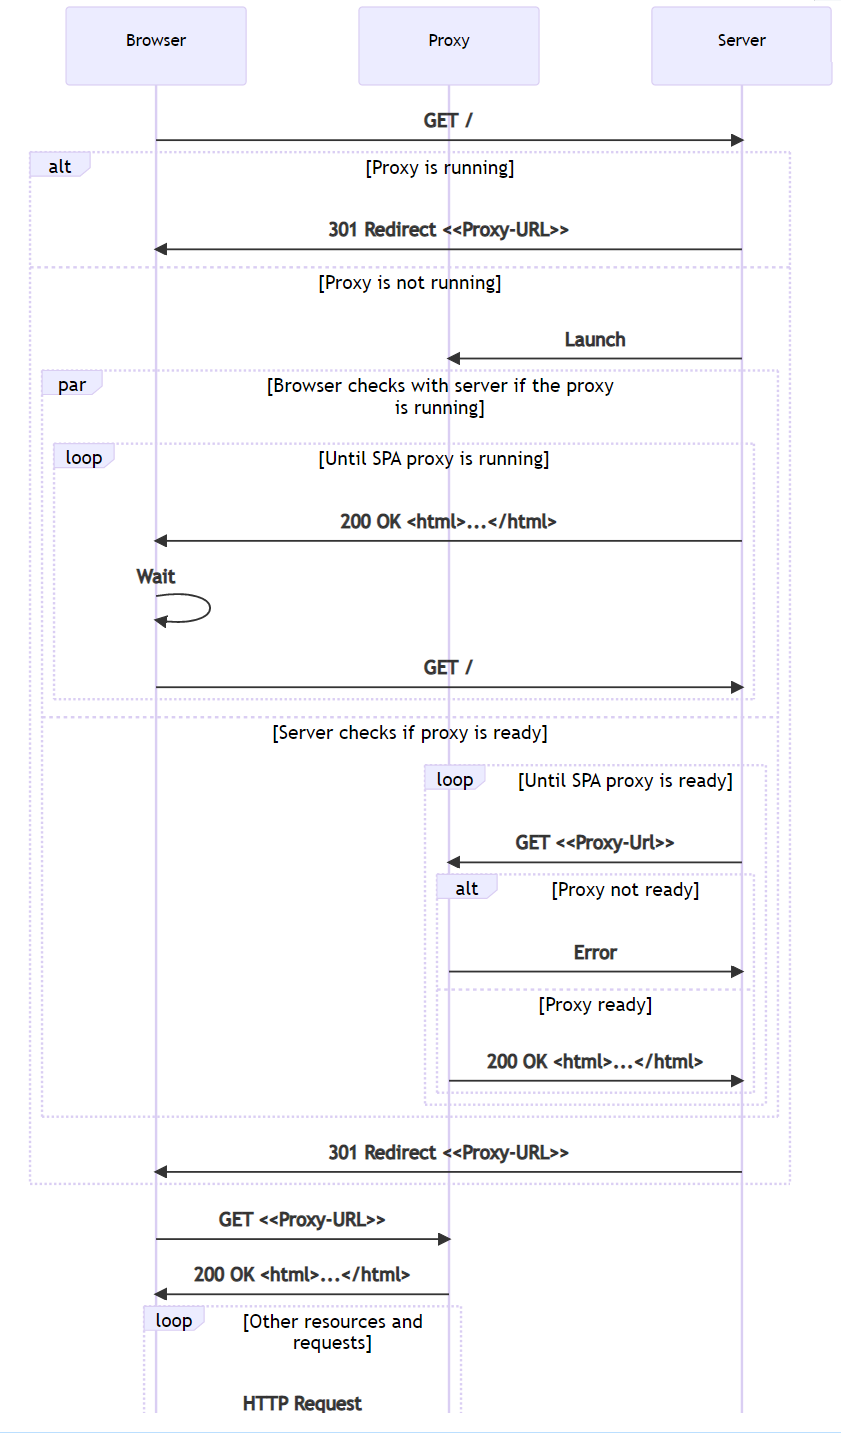 Browser
Proxy
Server
GET /
alt
[Proxy is running]
301 Redirect <<Proxy-URL>>
[Proxy is not running]
Launch
par
[Browser checks with server if the proxy
is running]
loop
[Until SPA proxy is running]
200 OK <html>...</html>
Wait
GET /
[Server checks if proxy is ready]
loop
[Until SPA proxy is ready]
GET <<Proxy-Url>>
alt
[Proxy not ready]
Error
[Proxy ready]
200 OK <html>...</html>
301 Redirect <<Proxy-URL>>
GET <<Proxy-URL>>
200 OK <html>...</html>
loop
[Other resources and
requests]
HTTP Request